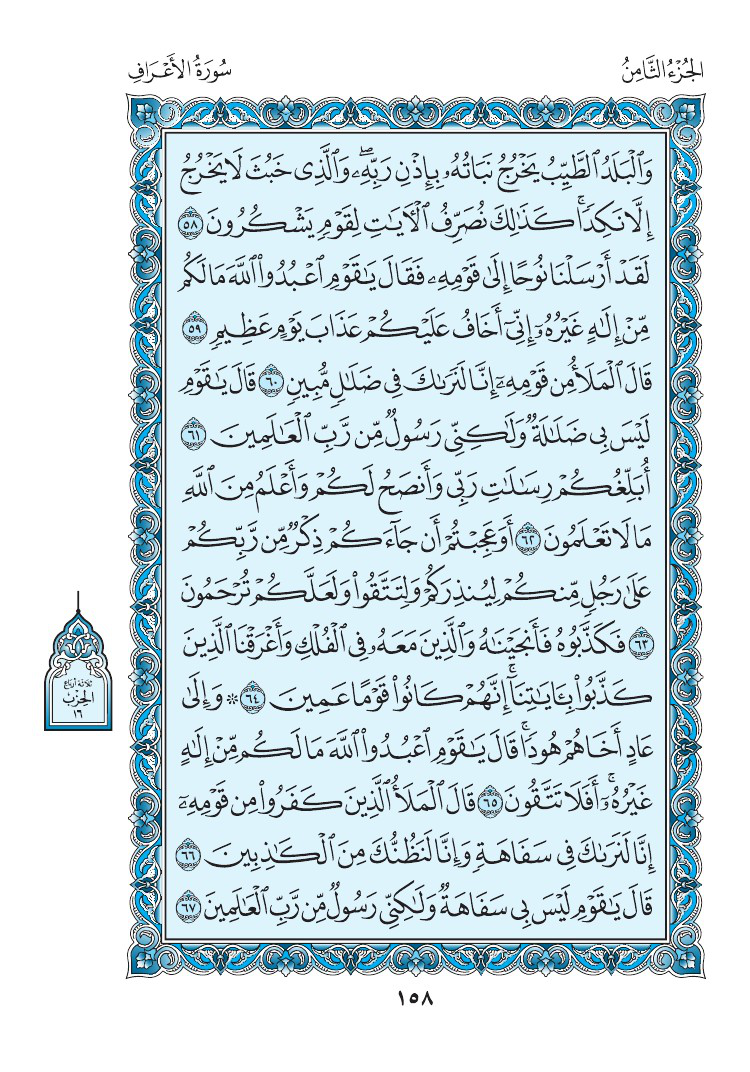 الجُزْءُ الثَّامِنُ
سُورَةُ الأَعْرَافِ
وَٱلْبَلَدُ ٱلطَّيِّبُ يَخْرُجُ نَبَاتُهُۥ بِإِذْنِ رَبِّهِۦۖ وَٱلَّذِى خَبُثَ لَا يَخْرُجُ
إِلَّا نَكِدًاۚ كَذَٰلِكَ نُصَرِّفُ ٱلْأٓيَٰتِ لِقَوْمٍ يَشْكُرُونَ ٥٨
لَقَدْ أَرْسَلْنَا نُوحًا إِلَىٰ قَوْمِهِۦ فَقَالَ يَٰقَوْمِ ٱعْبُدُوا۟ ٱللَّهَ مَا لَكُم
مِّنْ إِلَٰهٍ غَيْرُهُۥٓ إِنِّىٓ أَخَافُ عَلَيْكُمْ عَذَابَ يَوْمٍ عَظِيمٍ ٥٩
قَالَ ٱلْمَلَأُ مِن قَوْمِهِۦٓ إِنَّا لَنَرَىٰكَ فِى ضَلَٰلٍ مُّبِينٍ ٦٠ قَالَ يَٰقَوْمِ
لَيْسَ بِى ضَلَٰلَةٌ وَلَٰكِنِّى رَسُولٌ مِّن رَّبِّ ٱلْعَٰلَمِينَ ٦١
أُبَلِّغُكُمْ رِسَٰلَٰتِ رَبِّى وَأَنصَحُ لَكُمْ وَأَعْلَمُ مِنَ ٱللَّهِ
مَا لَا تَعْلَمُونَ ٦٢ أَوَعَجِبْتُمْ أَن جَآءَكُمْ ذِكْرٌ مِّن رَّبِّكُمْ
عَلَىٰ رَجُلٍ مِّنكُمْ لِيُنذِرَكُمْ وَلِتَتَّقُوا۟ وَلَعَلَّكُمْ تُرْحَمُونَ
٦٣ فَكَذَّبُوهُ فَأَنجَيْنَٰهُ وَٱلَّذِينَ مَعَهُۥ فِى ٱلْفُلْكِ وَأَغْرَقْنَا ٱلَّذِينَ
كَذَّبُوا۟ بِـَٔايَٰتِنَآۚ إِنَّهُمْ كَانُوا۟ قَوْمًا عَمِينَ ٦٤ ۞ وَإِلَىٰ
عَادٍ أَخَاهُمْ هُودًاۚ قَالَ يَٰقَوْمِ ٱعْبُدُوا۟ ٱللَّهَ مَا لَكُم مِّنْ إِلَٰهٍ
غَيْرُهُۥٓۚ أَفَلَا تَتَّقُونَ ٦٥ قَالَ ٱلْمَلَأُ ٱلَّذِينَ كَفَرُوا۟ مِن قَوْمِهِۦٓ
إِنَّا لَنَرَىٰكَ فِى سَفَاهَةٍ وَإِنَّا لَنَظُنُّكَ مِنَ ٱلْكَٰذِبِينَ ٦٦
قَالَ يَٰقَوْمِ لَيْسَ بِى سَفَاهَةٌ وَلَٰكِنِّى رَسُولٌ مِّن رَّبِّ ٱلْعَٰلَمِينَ ٦٧
ثلاثة أرباع
الحِزْب
١٦
١٥٨